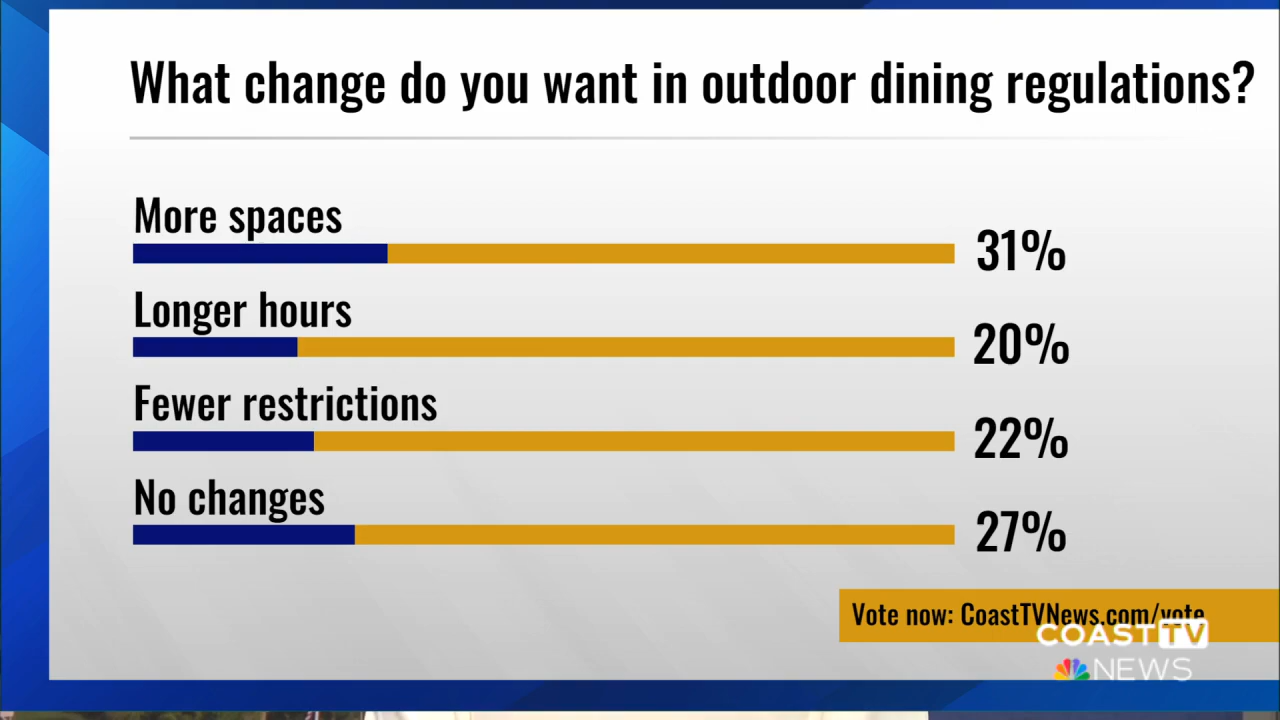 What change do you want in outdoor dining regulations?
More spaces
31%
Longer hours
20%
Fewer restrictions
22%
No changes
27%
Vote now: CoastTVNews.com/vote
COAST TV
NEWS